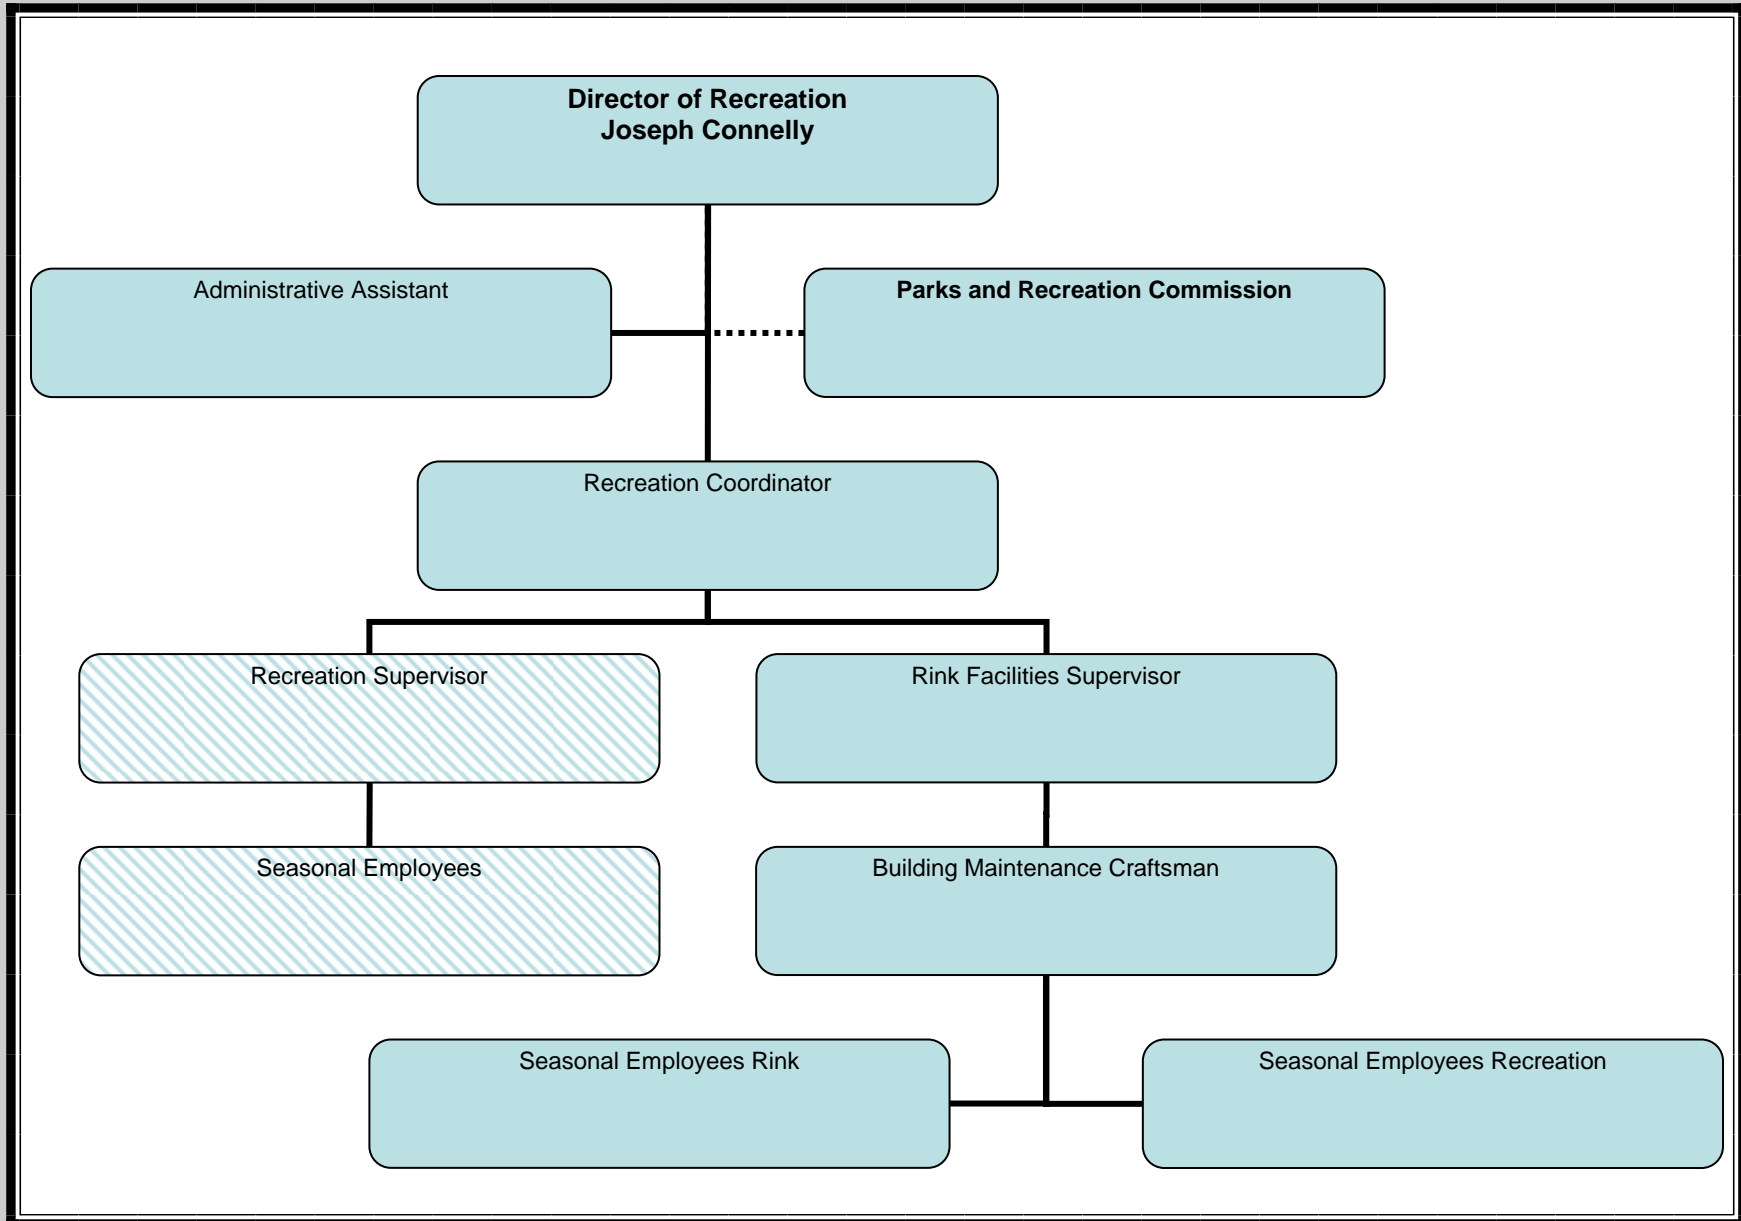 Director of Recreation
Joseph Connelly
Administrative Assistant
Parks and Recreation Commission
Recreation Coordinator
Recreation Supervisor
Rink Facilities Supervisor
Seasonal Employees
Building Maintenance Craftsman
Seasonal Employees Rink
Seasonal Employees Recreation